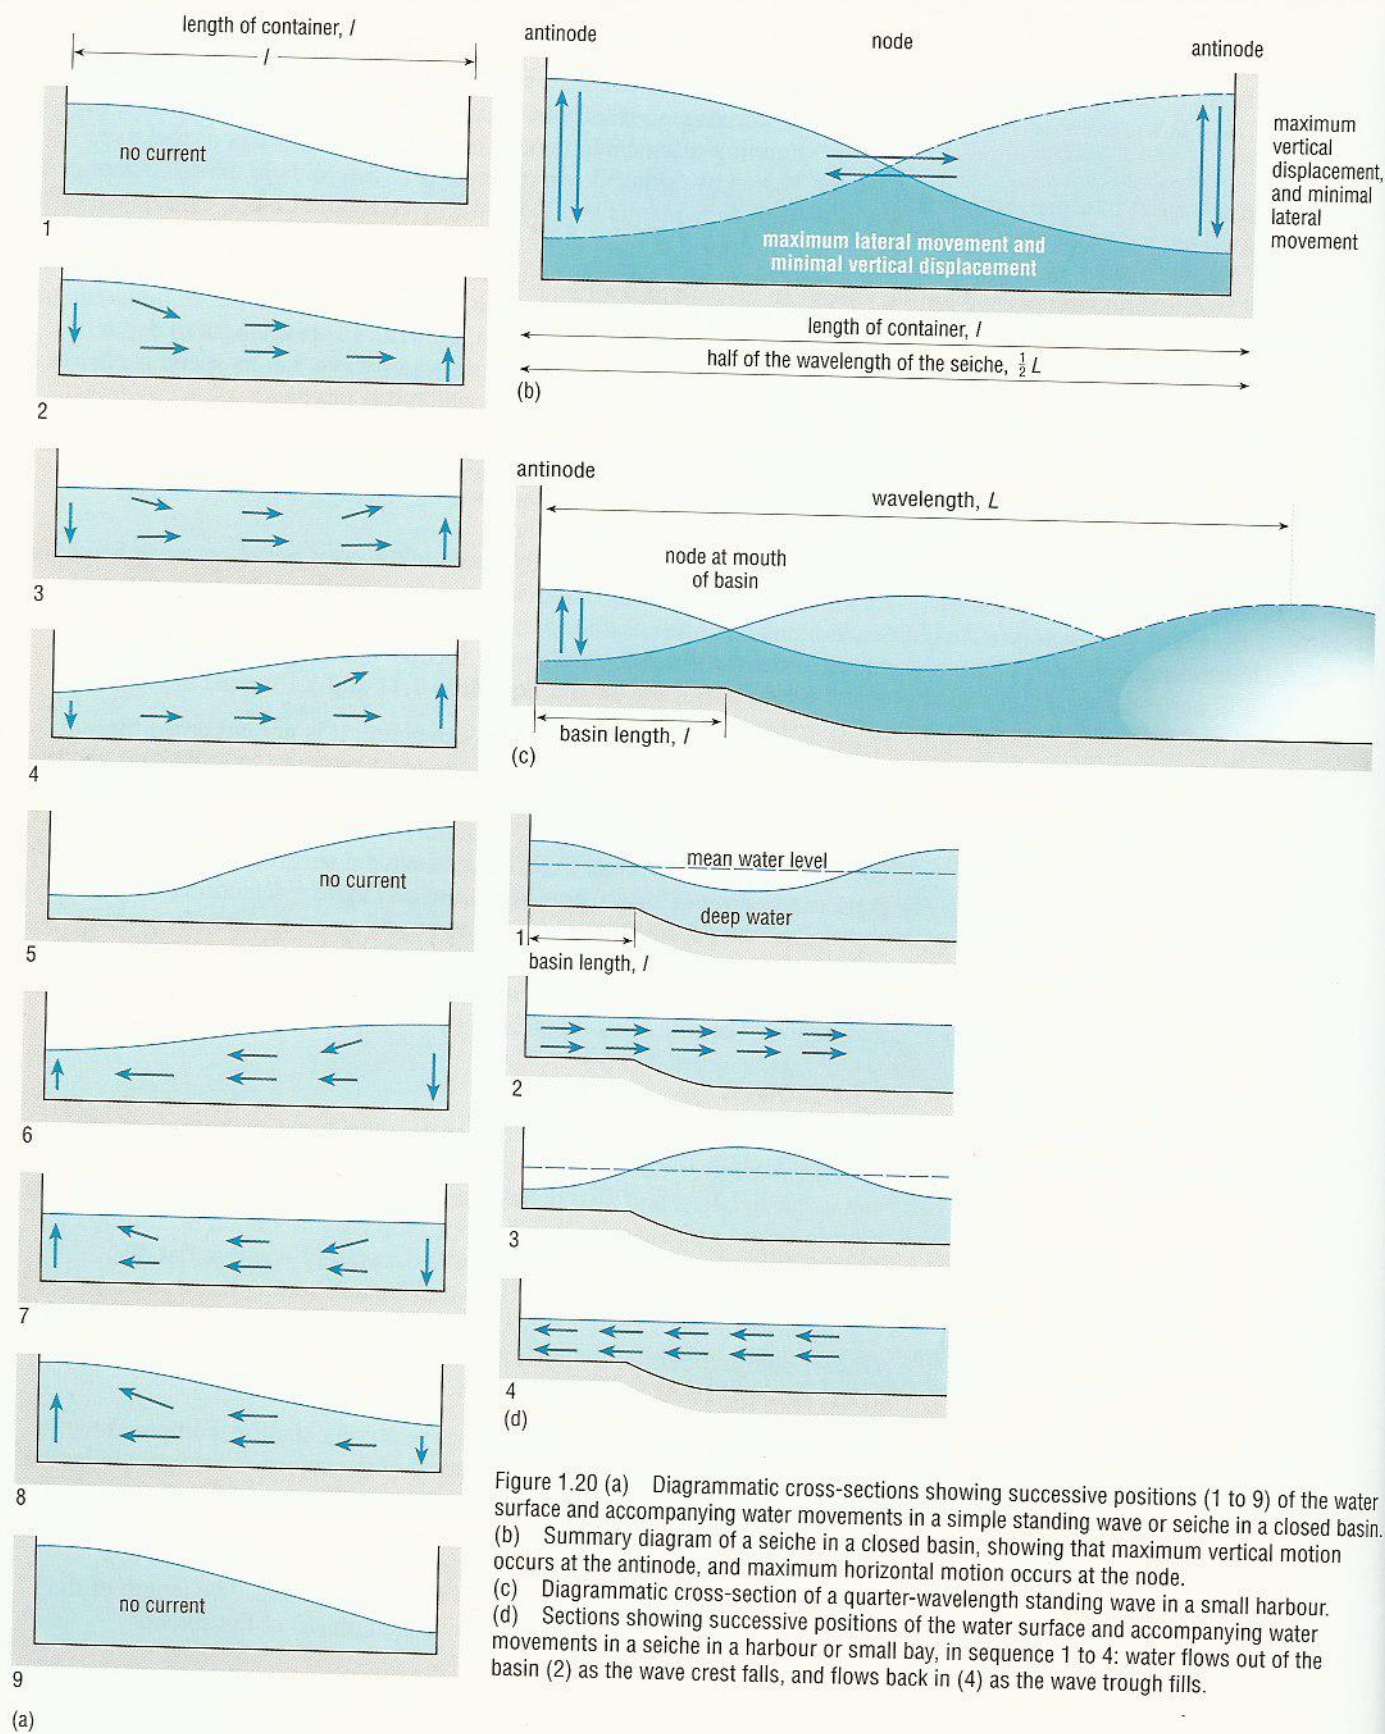 length of container, l
l
no current
1
2
3
4
no current
5
6
7
8
no current
9
(a)
antinode
node
antinode
maximum
vertical
displacement,
and minimal
lateral
movement
maximum lateral movement and
minimal vertical displacement
length of container, l
half of the wavelength of the seiche, ½ L
(b)
antinode
wavelength, L
node at mouth
of basin
basin length, l
(c)
mean water level
deep water
1
basin length, l
2
3
4
(d)
Figure 1.20 (a) Diagrammatic cross-sections showing successive positions (1 to 9) of the water
surface and accompanying water movements in a simple standing wave or seiche in a closed basin.
(b) Summary diagram of a seiche in a closed basin, showing that maximum vertical motion
occurs at the antinode, and maximum horizontal motion occurs at the node.
(c) Diagrammatic cross-section of a quarter-wavelength standing wave in a small harbour.
(d) Sections showing successive positions of the water surface and accompanying water
movements in a seiche in a harbour or small bay, in sequence 1 to 4: water flows out of the
basin (2) as the wave crest falls, and flows back in (4) as the wave trough fills.